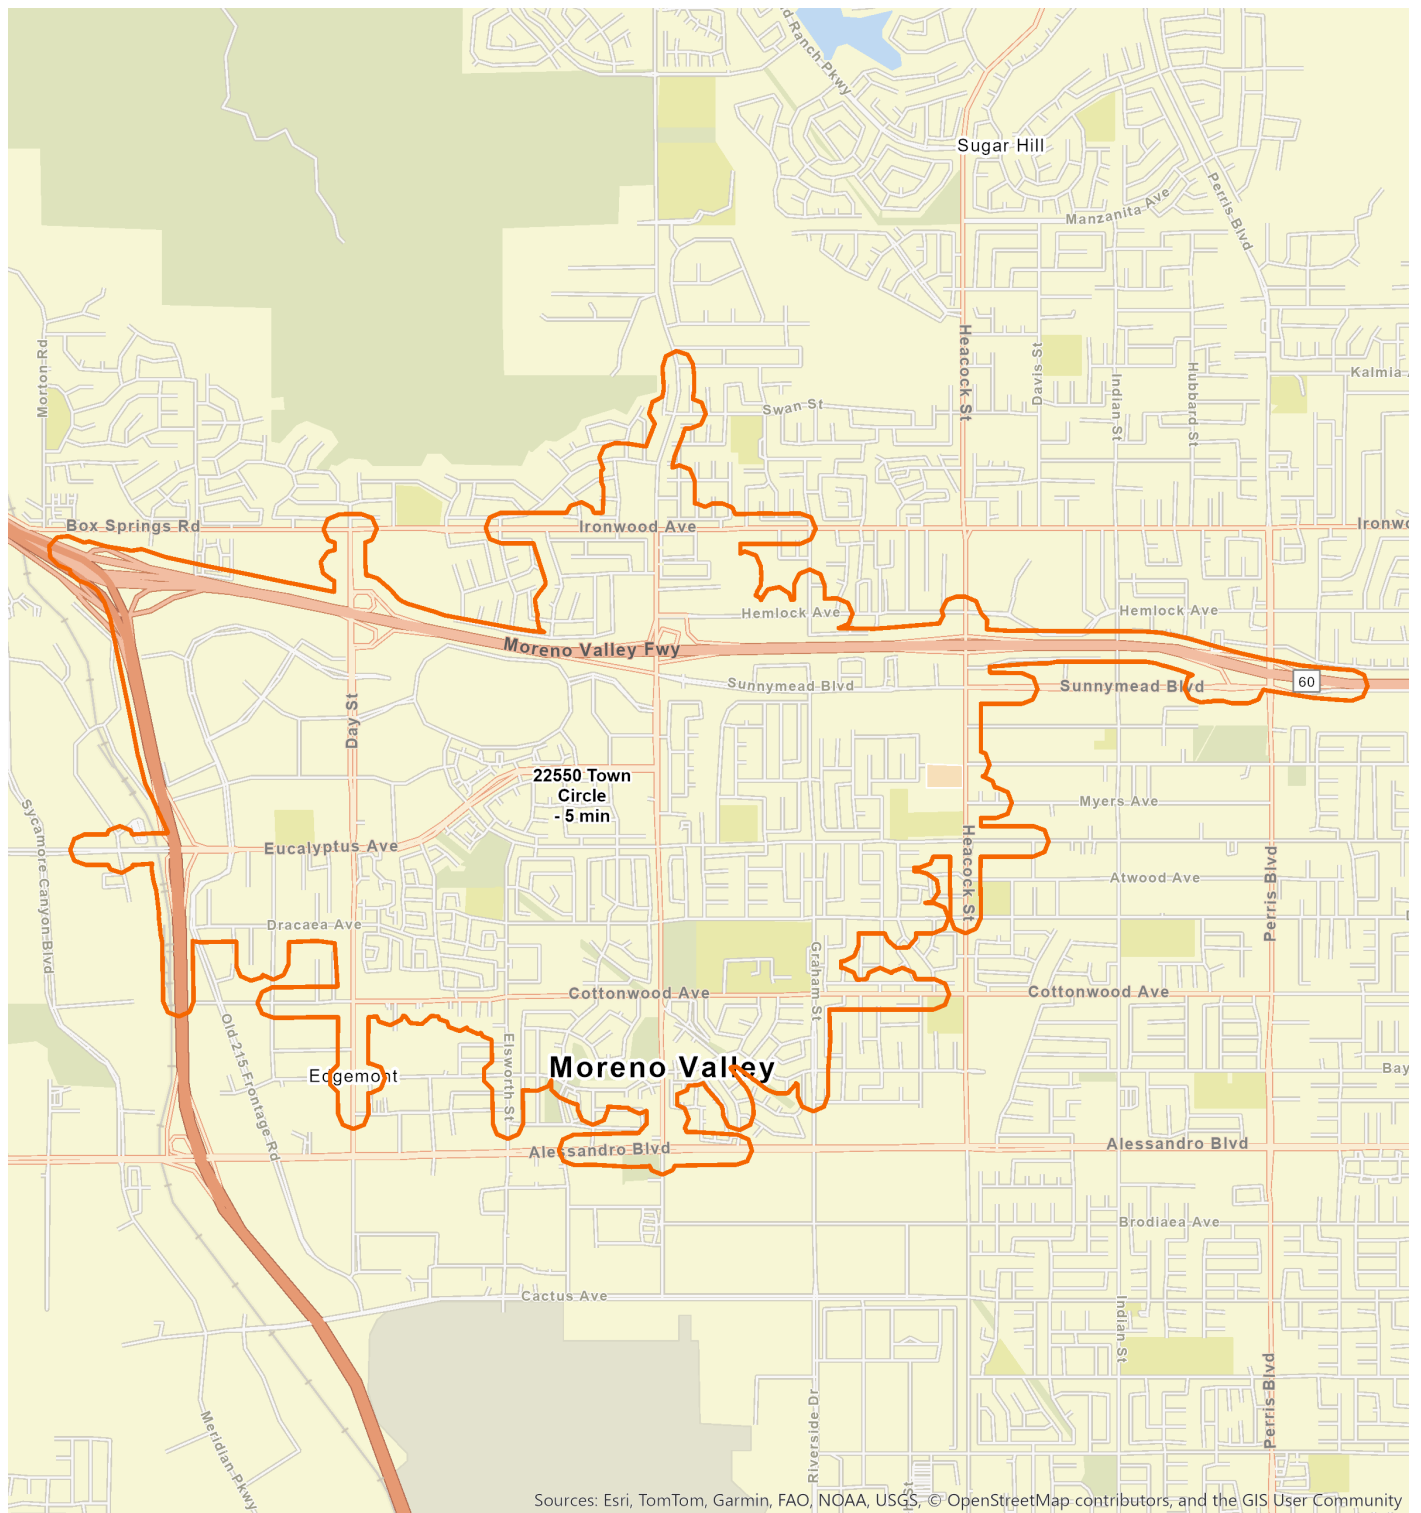 d Ranch Pkwy
Sugar Hill
Manzanita Ave
Perris Blvd
Morton Rd
Heacock St
Davis St
Indian St
Hubbard St
Kalmia A
Swan St
Box Springs Rd
Ironwood Ave
Ironwo
Hemlock Ave
Hemlock Ave
Moreno Valley Fwy
Sunnymead Blvd
Sunnymead Blvd
60
Day St
22550 Town
Circle
- 5 min
Myers Ave
Sycamore Canyon Blvd
Eucalyptus Ave
Heacock St
Perris Blvd
Atwood Ave
Dracaea Ave
D
Graham St
Cottonwood Ave
Cottonwood Ave
Old 215 Frontage Rd
Elsworth St
Moreno Valley
Edgemont
Bay
Alessandro Blvd
Alessandro Blvd
Brodiaea Ave
Cactus Ave
Indian St
Perris Blvd
Riverside Dr
Meridian Pkwy
St
Sources: Esri, TomTom, Garmin, FAO, NOAA, USGS, © OpenStreetMap contributors, and the GIS User Community